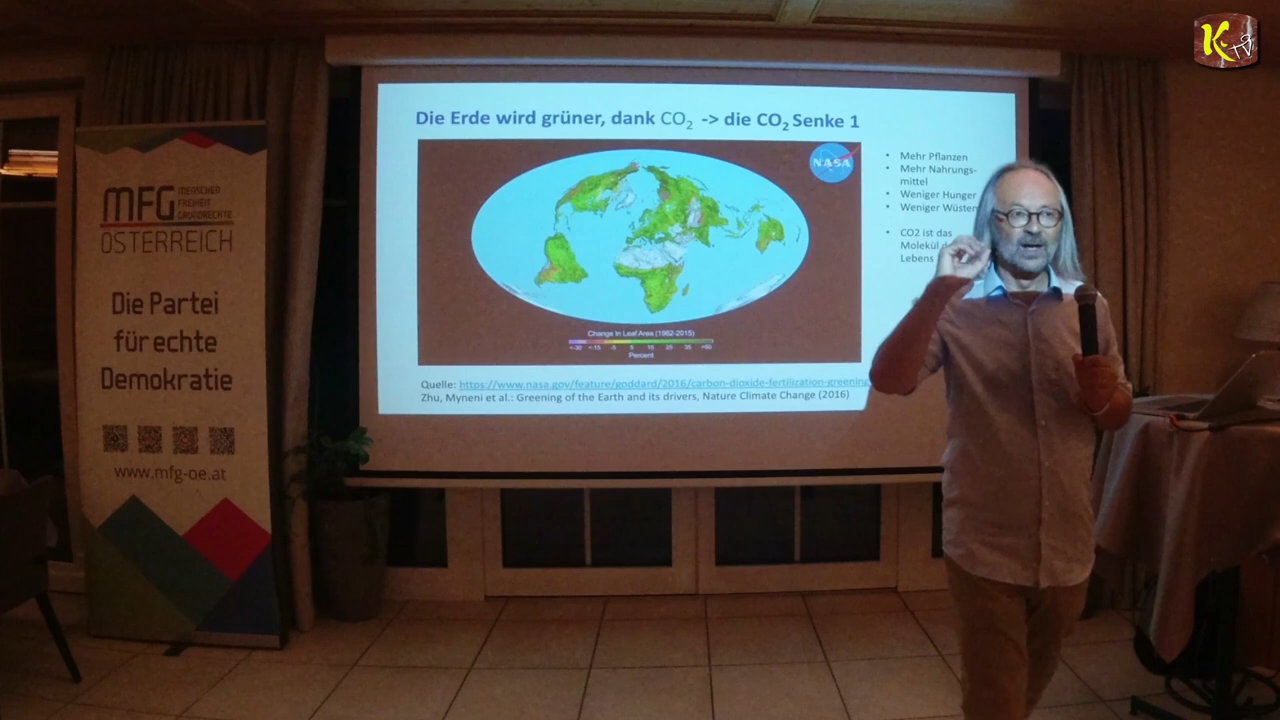 K TV
MFG MENSCHEN
FREIHEIT
GRUNDRECHTE
ÖSTERREICH
Die Partei
für echte
Demokratie
www.mfg-oe.at
Die Erde wird grüner, dank CO₂ -> die CO₂ Senke 1
NASA
Change In Leaf Area (1982-2015)
<-30 <-15 -5 5 15 25 35 >50
Percent
• Mehr Pflanzen
• Mehr Nahrungs-
mittel
• Weniger Hunger
• Weniger Wüsten
• CO2 ist das
Molekül
Lebens
Quelle: https://www.nasa.gov/feature/goddard/2016/carbon-dioxide-fertilization-greening
Zhu, Myneni et al.: Greening of the Earth and its drivers, Nature Climate Change (2016)